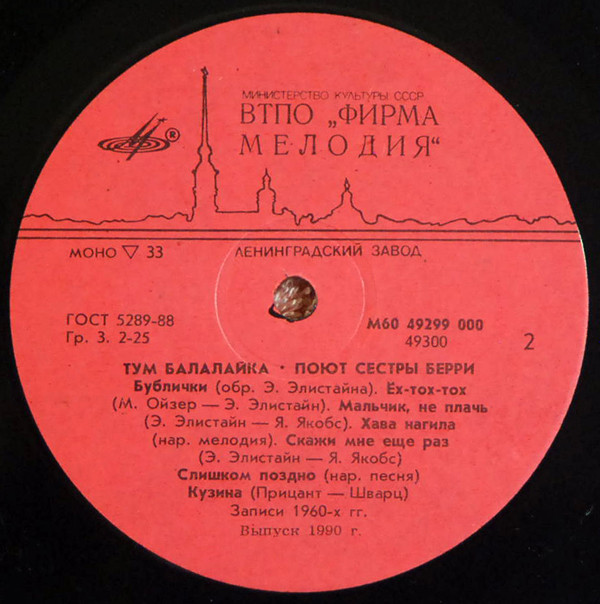 МИНИСТЕРСТВО КУЛЬТУРЫ СССР
ВТПО „ФИРМА
МЕЛОДИЯ“
®
МОНО ▽ 33 ЛЕНИНГРАДСКИЙ ЗАВОД
ГОСТ 5289-88 М60 49299 000
Гр. 3. 2-25 49300 2
ТУМ БАЛАЛАЙКА · ПОЮТ СЕСТРЫ БЕРРИ
Бублички (обр. Э. Элистайна). Ёх-тох-тох
(М. Ойзер — Э. Элистайн). Мальчик, не плачь
(Э. Элистайн — Я. Якобс). Хава нагила
(нар. мелодия). Скажи мне еще раз
(Э. Элистайн — Я. Якобс)
Слишком поздно (нар. песня)
Кузина (Прицант — Шварц)
Записи 1960-х гг.
Выпуск 1990 г.